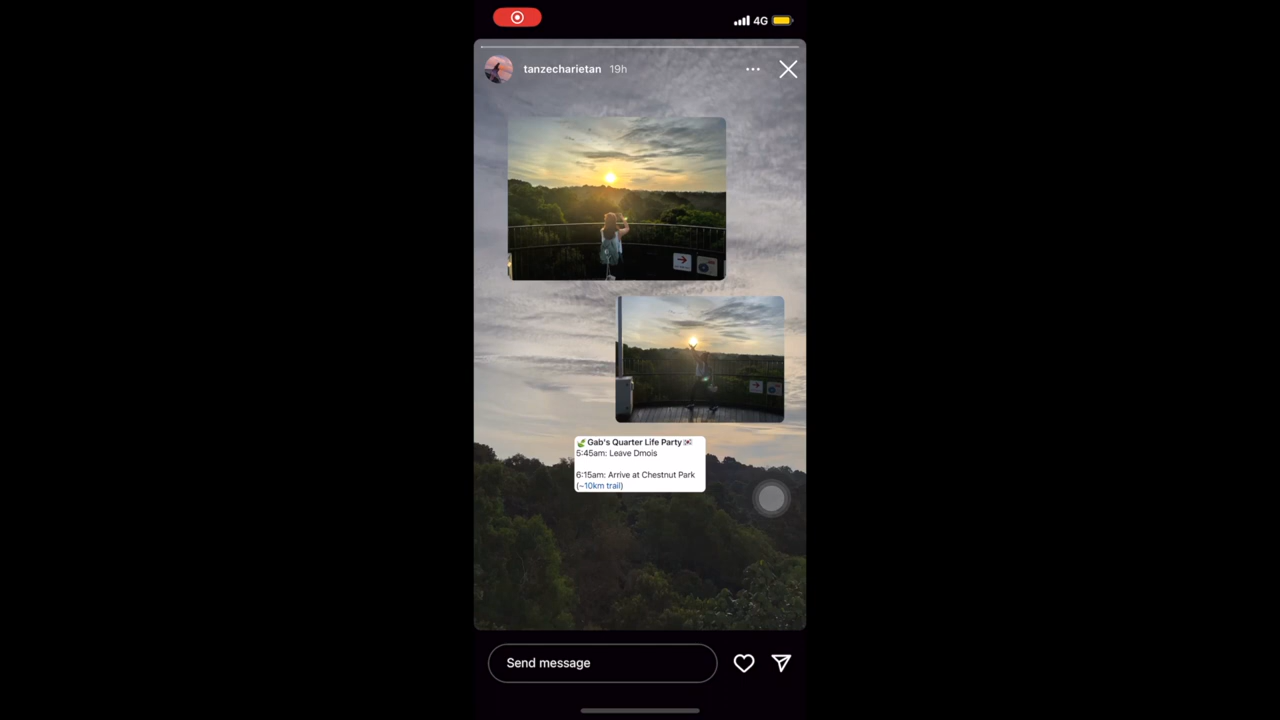 4G
tanzecharietan 19h
🌿 Gab's Quarter Life Party🇰🇷
5:45am: Leave Dmois
6:15am: Arrive at Chestnut Park
(~10km trail)
Send message